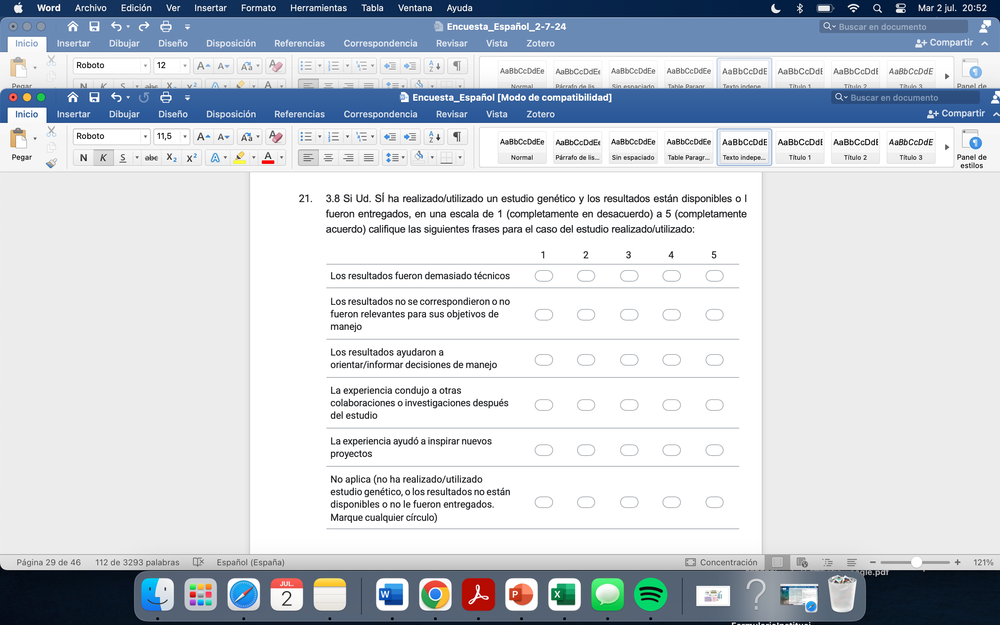 Word Archivo Edición Ver Insertar Formato Herramientas Tabla Ventana Ayuda Mar 2 jul. 20:52
Encuesta_Español_2-7-24 Buscar en documento
Inicio Insertar Dibujar Diseño Disposición Referencias Correspondencia Revisar Vista Zotero Compartir
Roboto 12
AaBbCcDdEe AaBbCcDdEe AaBbCcDdEe AaBbCcDdEe AaBbCcDdE AaBbCcDdE AaBbCcDdE AaBbCcDdE
Pegar Normal Párrafo de lis... Sin espaciado Table Paragr... Texto indepe... Título 1 Título 2 Título 3 Panel de
Encuesta_Español [Modo de compatibilidad] Buscar en documento
Inicio Insertar Dibujar Diseño Disposición Referencias Correspondencia Revisar Vista Zotero Compartir
Roboto 11,5
AaBbCcDdEe AaBbCcDdEe AaBbCcDdEe AaBbCcDdEe AaBbCcDdE AaBbCcDdE AaBbCcDdE AaBbCcDdE
Pegar N K S abc X2 X2 A A Normal Párrafo de lis... Sin espaciado Table Paragr... Texto indepe... Título 1 Título 2 Título 3 Panel de
estilos
21. 3.8 Si Ud. SÍ ha realizado/utilizado un estudio genético y los resultados están disponibles o l
fueron entregados, en una escala de 1 (completamente en desacuerdo) a 5 (completamente
acuerdo) califique las siguientes frases para el caso del estudio realizado/utilizado:
1 2 3 4 5
Los resultados fueron demasiado técnicos
Los resultados no se correspondieron o no
fueron relevantes para sus objetivos de
manejo
Los resultados ayudaron a
orientar/informar decisiones de manejo
La experiencia condujo a otras
colaboraciones o investigaciones después
del estudio
La experiencia ayudó a inspirar nuevos
proyectos
No aplica (no ha realizado/utilizado
estudio genético, o los resultados no están
disponibles o no le fueron entregados.
Marque cualquier círculo)
Página 29 de 46 112 de 3293 palabras Español (España) Concentración 121%
JUL.
2